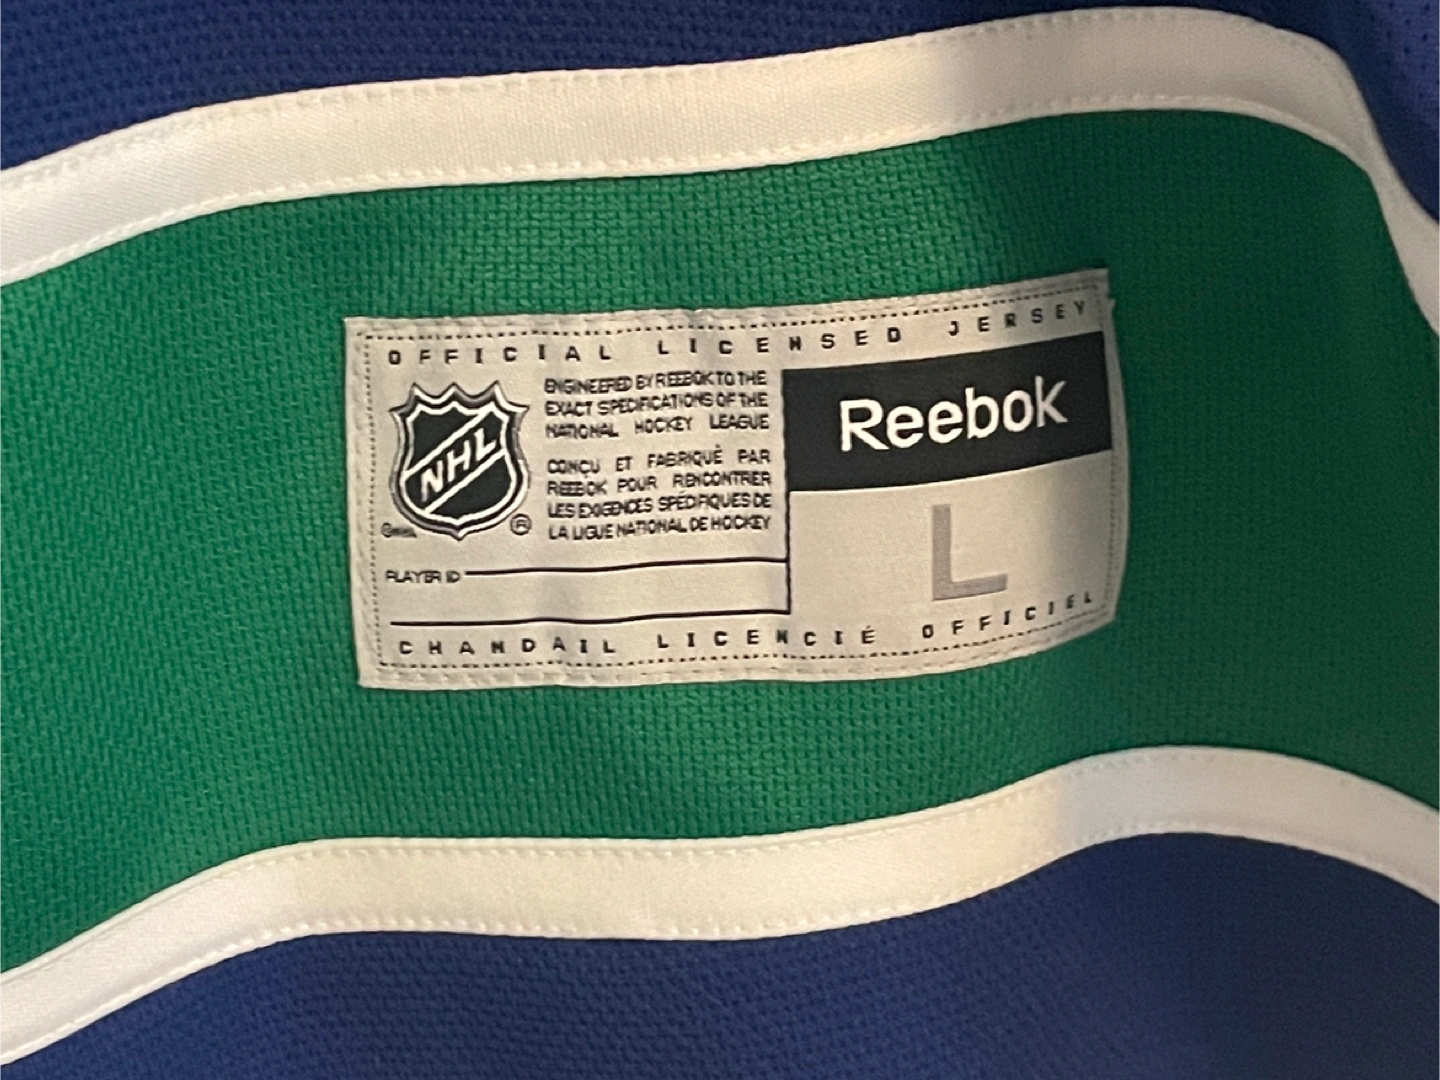 OFFICIAL LICENSED JERSEY
NHL
®
ENGINEERED BY REEBOK TO THE
EXACT SPECIFICATIONS OF THE
NATIONAL HOCKEY LEAGUE
CONÇU ET FABRIQUÉ PAR
REEBOK POUR RENCONTRER
LES EXIGENCES SPÉCIFIQUES DE
LA LIGUE NATIONAL DE HOCKEY
Reebok
L
PLAYER ID
CHANDAIL LICENCIÉ OFFICIEL